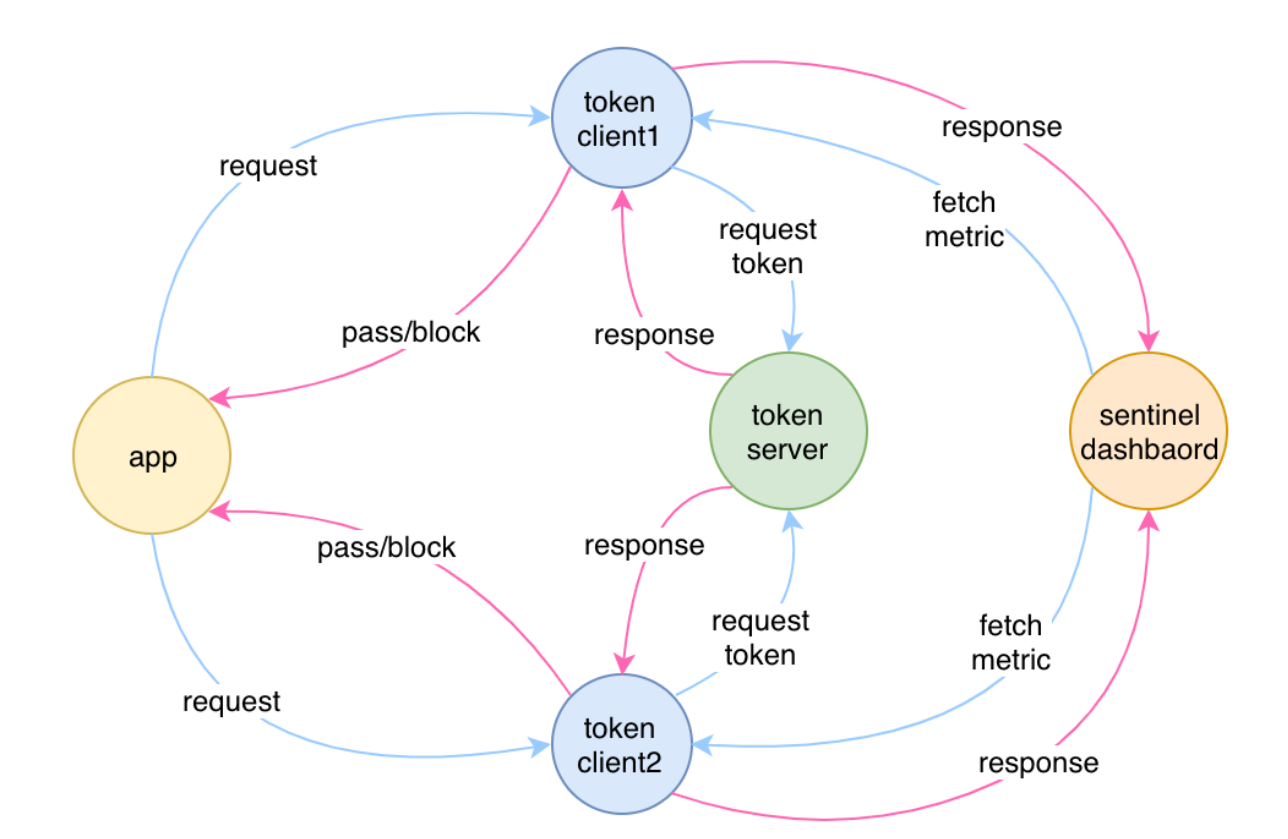 token
client1
response
request
fetch
metric
request
token
pass/block
response
app
token
server
sentinel
dashbaord
pass/block
response
request
token
fetch
metric
request
token
client2
response